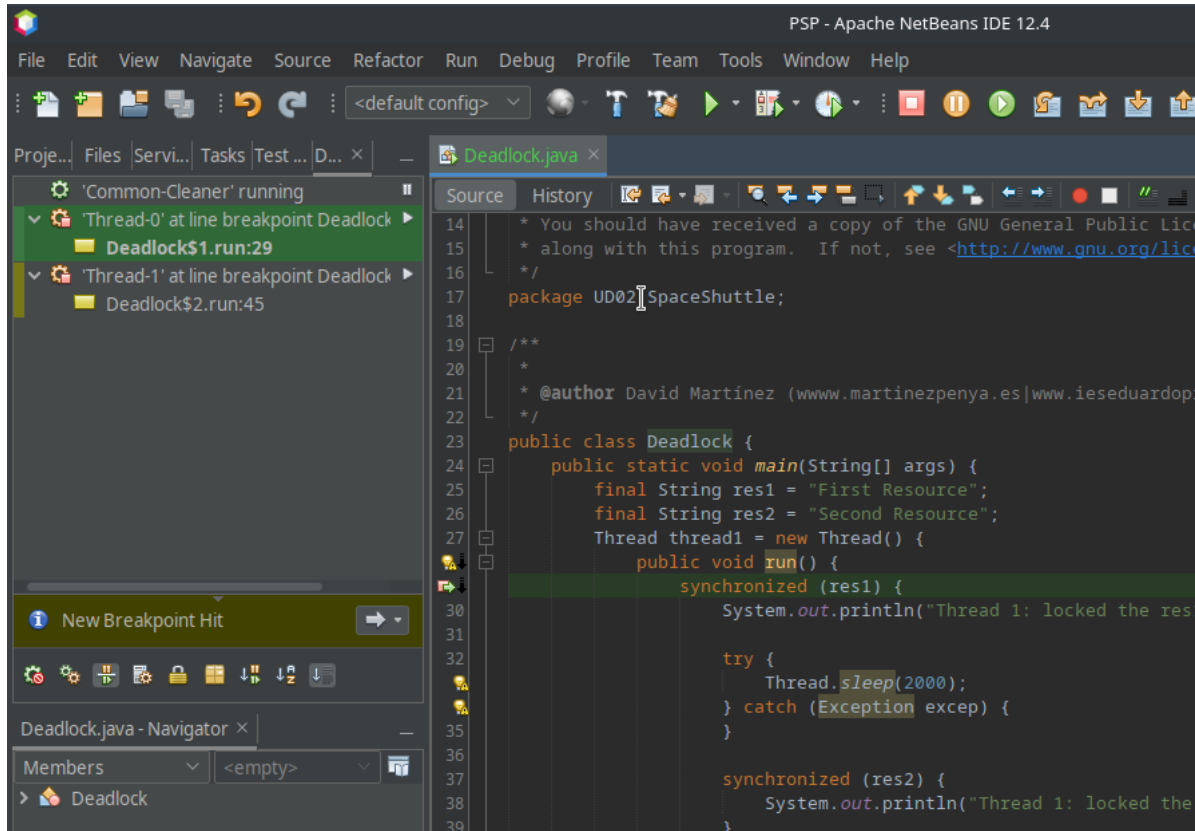 PSP - Apache NetBeans IDE 12.4
File Edit View Navigate Source Refactor Run Debug Profile Team Tools Window Help
<default config>
Proje... Files Servi... Tasks Test ... D...
'Common-Cleaner' running
'Thread-0' at line breakpoint Deadlock
Deadlock$1.run:29
'Thread-1' at line breakpoint Deadlock
Deadlock$2.run:45
New Breakpoint Hit
Deadlock.java - Navigator
Members <empty>
Deadlock
Deadlock.java
Source History
14 * You should have received a copy of the GNU General Public Lice
15 * along with this program. If not, see <http://www.gnu.org/lice
16 */
17 package UD02 SpaceShuttle;
18
19 /**
20 *
21 * @author David Martínez (wwww.martinezpenya.es|www.ieseduardop
22 */
23 public class Deadlock {
24 public static void main(String[] args) {
25 final String res1 = "First Resource";
26 final String res2 = "Second Resource";
27 Thread thread1 = new Thread() {
public void run() {
synchronized (res1) {
30 System.out.println("Thread 1: locked the res
31
32 try {
Thread.sleep(2000);
} catch (Exception excep) {
35 }
36
37 synchronized (res2) {
38 System.out.println("Thread 1: locked the
39 }